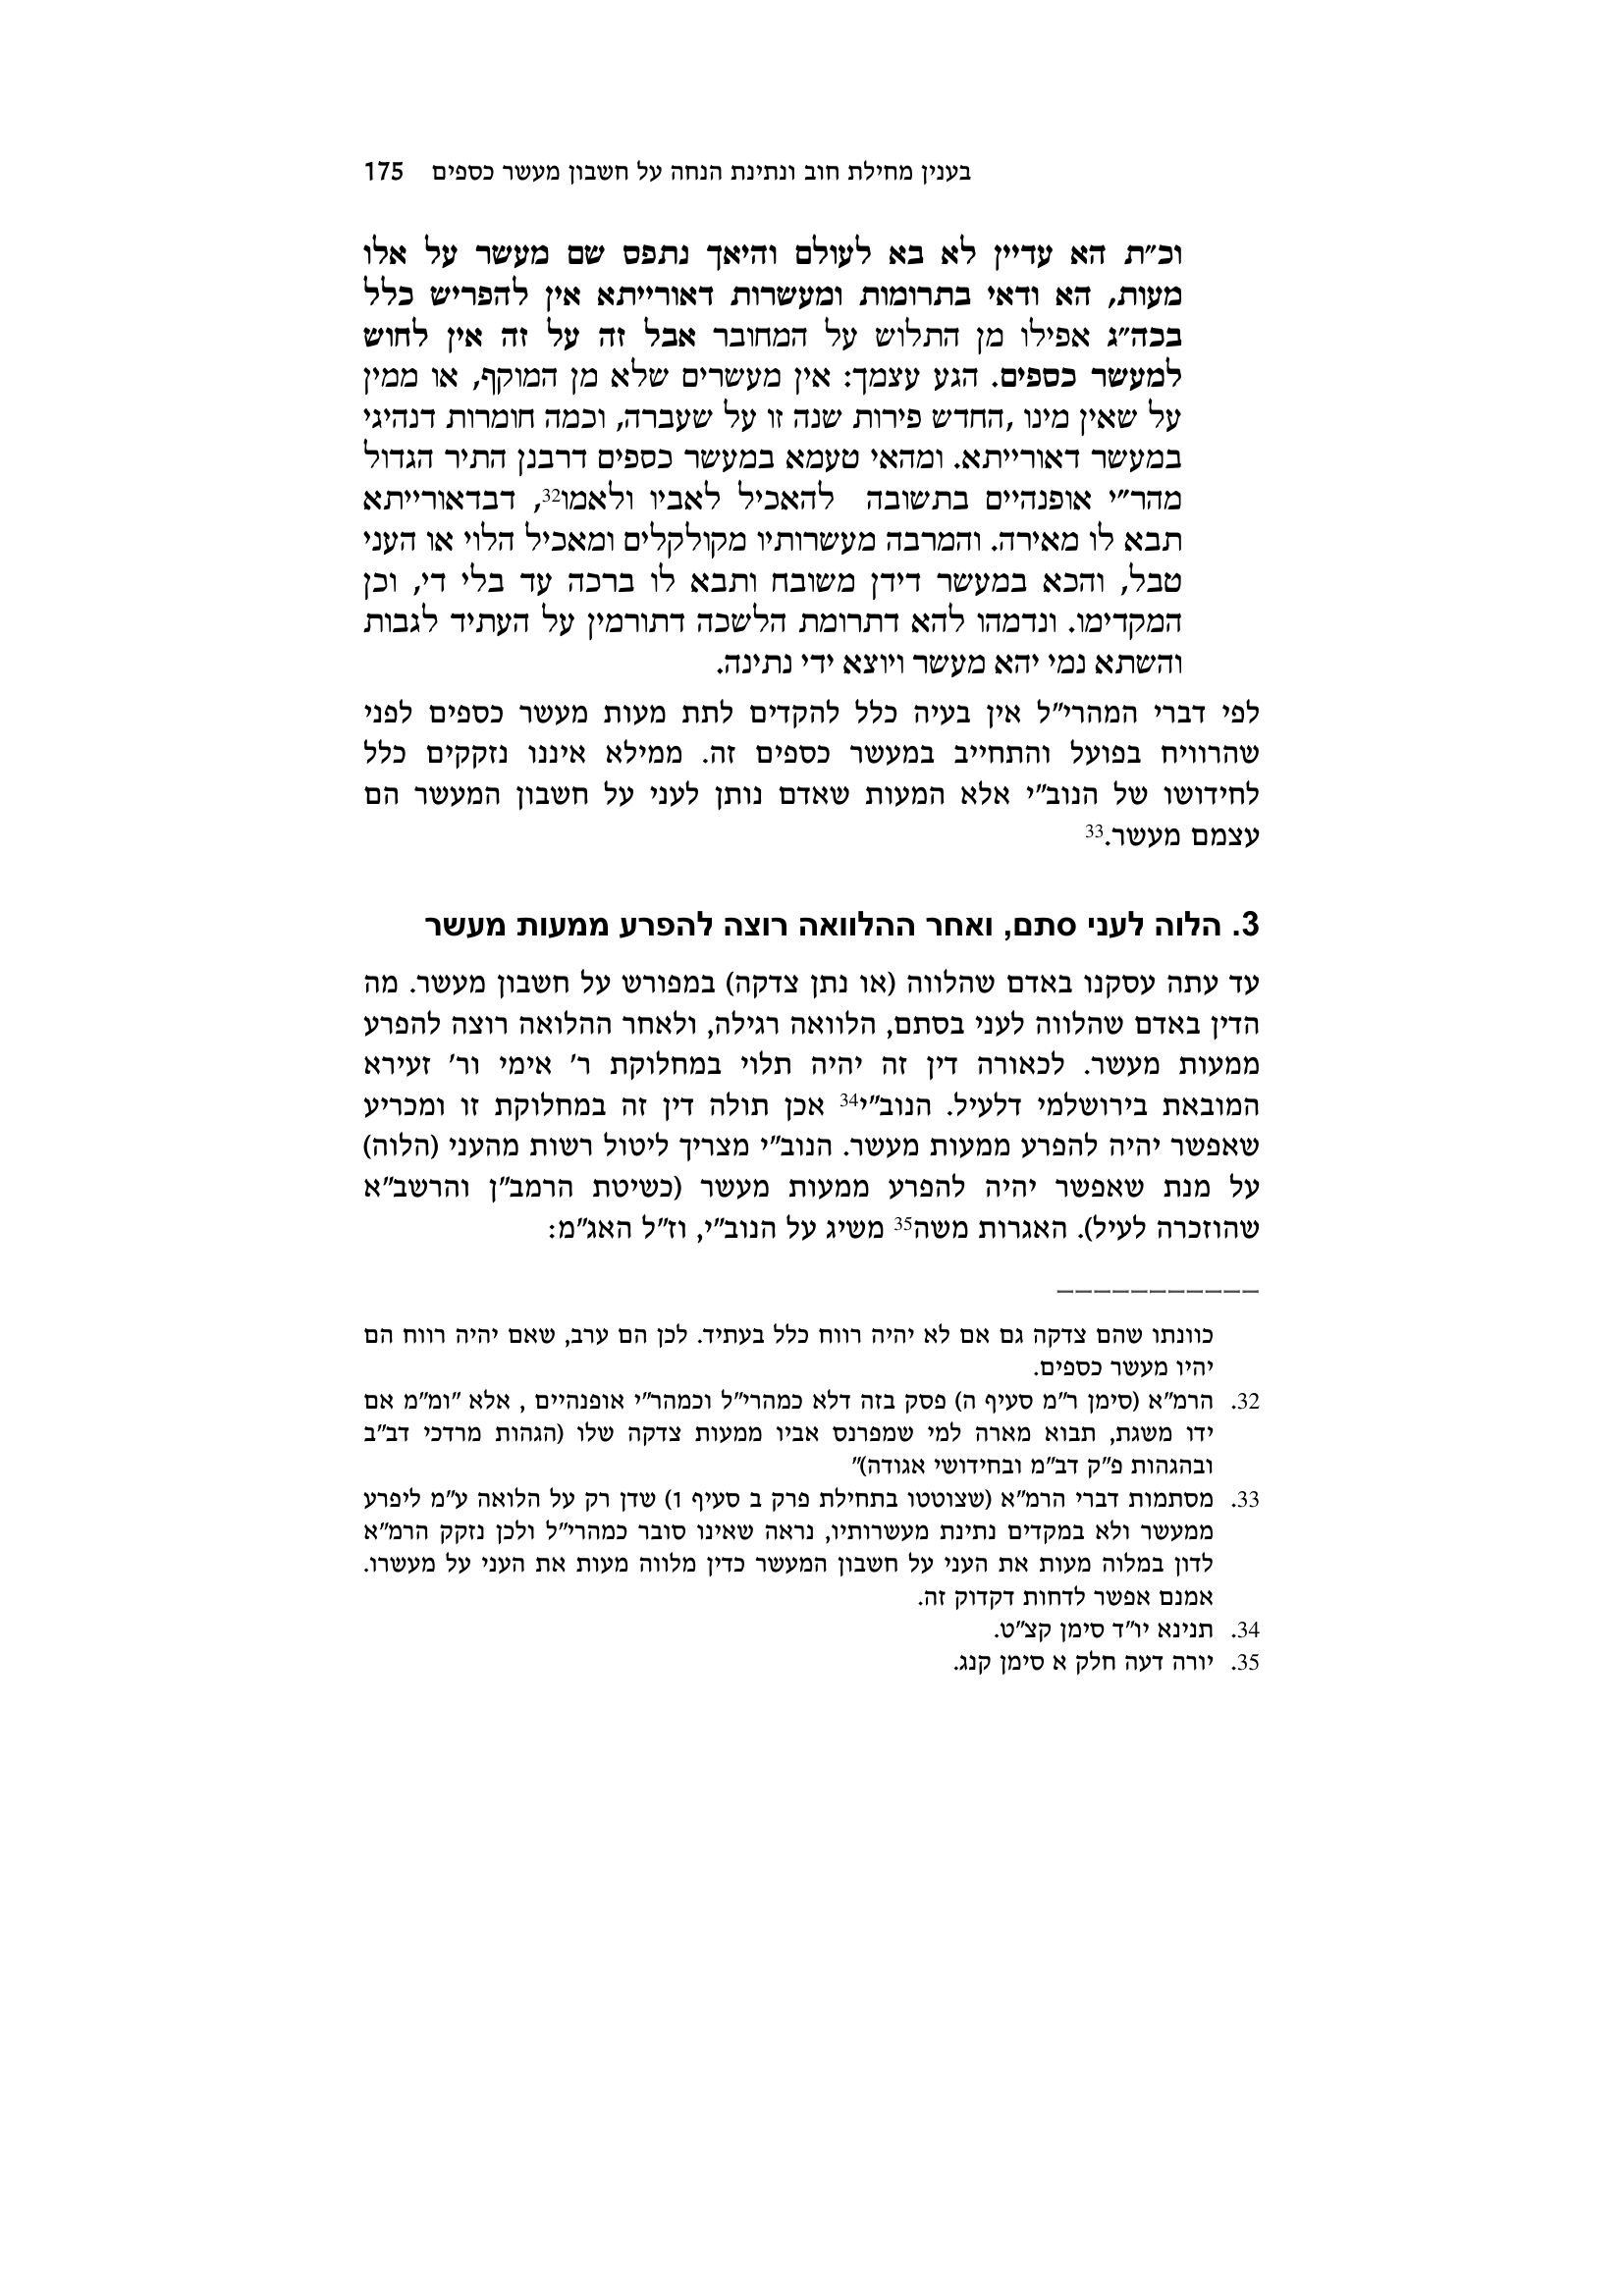 בענין מחילת חוב ונתינת הנחה על חשבון מעשר כספים 175
וכ"ת הא עדיין לא בא לעולם והיאך נתפס שם מעשר על אלו
מעות, הא ודאי בתרומות ומעשרות דאורייתא אין להפריש כלל
בכה"ג אפילו מן התלוש על המחובר אבל זה על זה אין לחוש
למעשר כספים. הגע עצמך: אין מעשרים שלא מן המוקף, או ממין
על שאין מינו ,החדש פירות שנה זו על שעברה, וכמה חומרות דנהיגי
במעשר דאורייתא. ומהאי טעמא במעשר כספים דרבנן התיר הגדול
מהר"י אופנהיים בתשובה להאכיל לאביו ולאמו32, דבדאורייתא
תבא לו מאירה. והמרבה מעשרותיו מקולקלים ומאכיל הלוי או העני
טבל, והכא במעשר דידן משובח ותבא לו ברכה עד בלי די, וכן
המקדימו. ונדמהו להא דתרומת הלשכה דתורמין על העתיד לגבות
והשתא נמי יהא מעשר ויוצא ידי נתינה.
לפי דברי המהרי"ל אין בעיה כלל להקדים לתת מעות מעשר כספים לפני
שהרוויח בפועל והתחייב במעשר כספים זה. ממילא איננו נזקקים כלל
לחידושו של הנוב"י אלא המעות שאדם נותן לעני על חשבון המעשר הם
עצמם מעשר.33
3. הלוה לעני סתם, ואחר ההלוואה רוצה להפרע ממעות מעשר
עד עתה עסקנו באדם שהלווה (או נתן צדקה) במפורש על חשבון מעשר. מה
הדין באדם שהלווה לעני בסתם, הלוואה רגילה, ולאחר ההלואה רוצה להפרע
ממעות מעשר. לכאורה דין זה יהיה תלוי במחלוקת ר' אימי ור' זעירא
המובאת בירושלמי דלעיל. הנוב"י34 אכן תולה דין זה במחלוקת זו ומכריע
שאפשר יהיה להפרע ממעות מעשר. הנוב"י מצריך ליטול רשות מהעני (הלוה)
על מנת שאפשר יהיה להפרע ממעות מעשר (כשיטת הרמב"ן והרשב"א
שהוזכרה לעיל). האגרות משה35 משיג על הנוב"י, וז"ל האג"מ:
___________
כוונתו שהם צדקה גם אם לא יהיה רווח כלל בעתיד. לכן הם ערב, שאם יהיה רווח הם
יהיו מעשר כספים.
32. הרמ"א (סימן ר"מ סעיף ה) פסק בזה דלא כמהרי"ל וכמהר"י אופנהיים , אלא "ומ"מ אם
ידו משגת, תבוא מארה למי שמפרנס אביו ממעות צדקה שלו (הגהות מרדכי דב"ב
ובהגהות פ"ק דב"מ ובחידושי אגודה)"
33. מסתמות דברי הרמ"א (שצוטטו בתחילת פרק ב סעיף 1) שדן רק על הלואה ע"מ ליפרע
ממעשר ולא במקדים נתינת מעשרותיו, נראה שאינו סובר כמהרי"ל ולכן נזקק הרמ"א
לדון במלוה מעות את העני על חשבון המעשר כדין מלווה מעות את העני על מעשרו.
אמנם אפשר לדחות דקדוק זה.
34. תנינא יו"ד סימן קצ"ט.
35. יורה דעה חלק א סימן קנג.